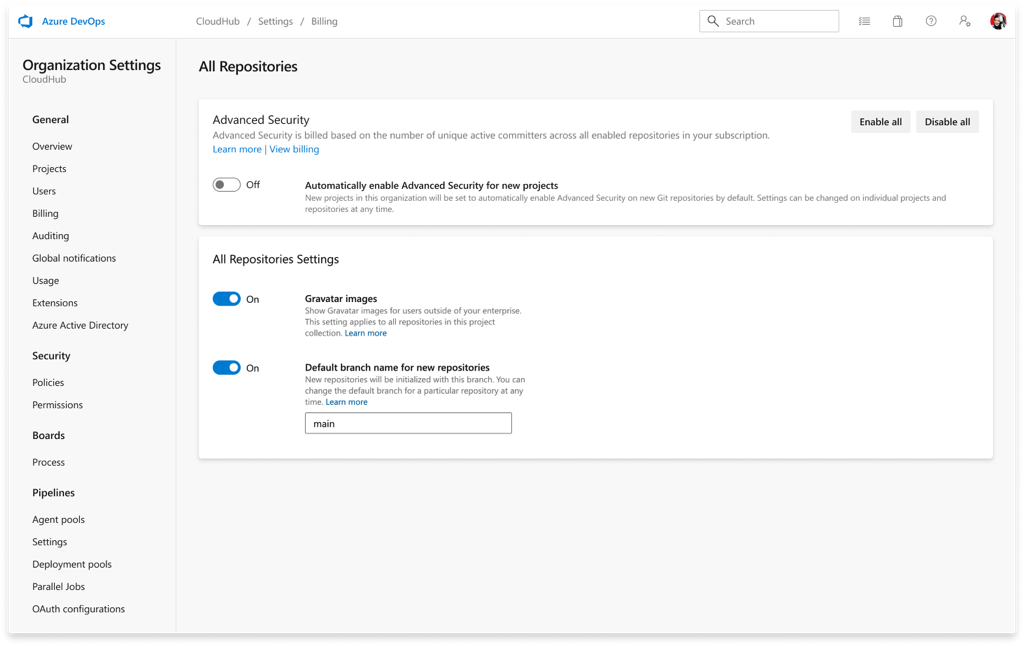 Azure DevOps
CloudHub / Settings / Billing
Search
Organization Settings
CloudHub
General
Overview
Projects
Users
Billing
Auditing
Global notifications
Usage
Extensions
Azure Active Directory
Security
Policies
Permissions
Boards
Process
Pipelines
Agent pools
Settings
Deployment pools
Parallel Jobs
OAuth configurations
All Repositories
Advanced Security
Advanced Security is billed based on the number of unique active committers across all enabled repositories in your subscription.
Learn more | View billing
Enable all
Disable all
Off
Automatically enable Advanced Security for new projects
New projects in this organization will be set to automatically enable Advanced Security on new Git repositories by default. Settings can be changed on individual projects and
repositories at any time.
All Repositories Settings
On
Gravatar images
Show Gravatar images for users outside of your enterprise.
This setting applies to all repositories in this project
collection. Learn more
On
Default branch name for new repositories
New repositories will be initialized with this branch. You can
change the default branch for a particular repository at any
time. Learn more
main